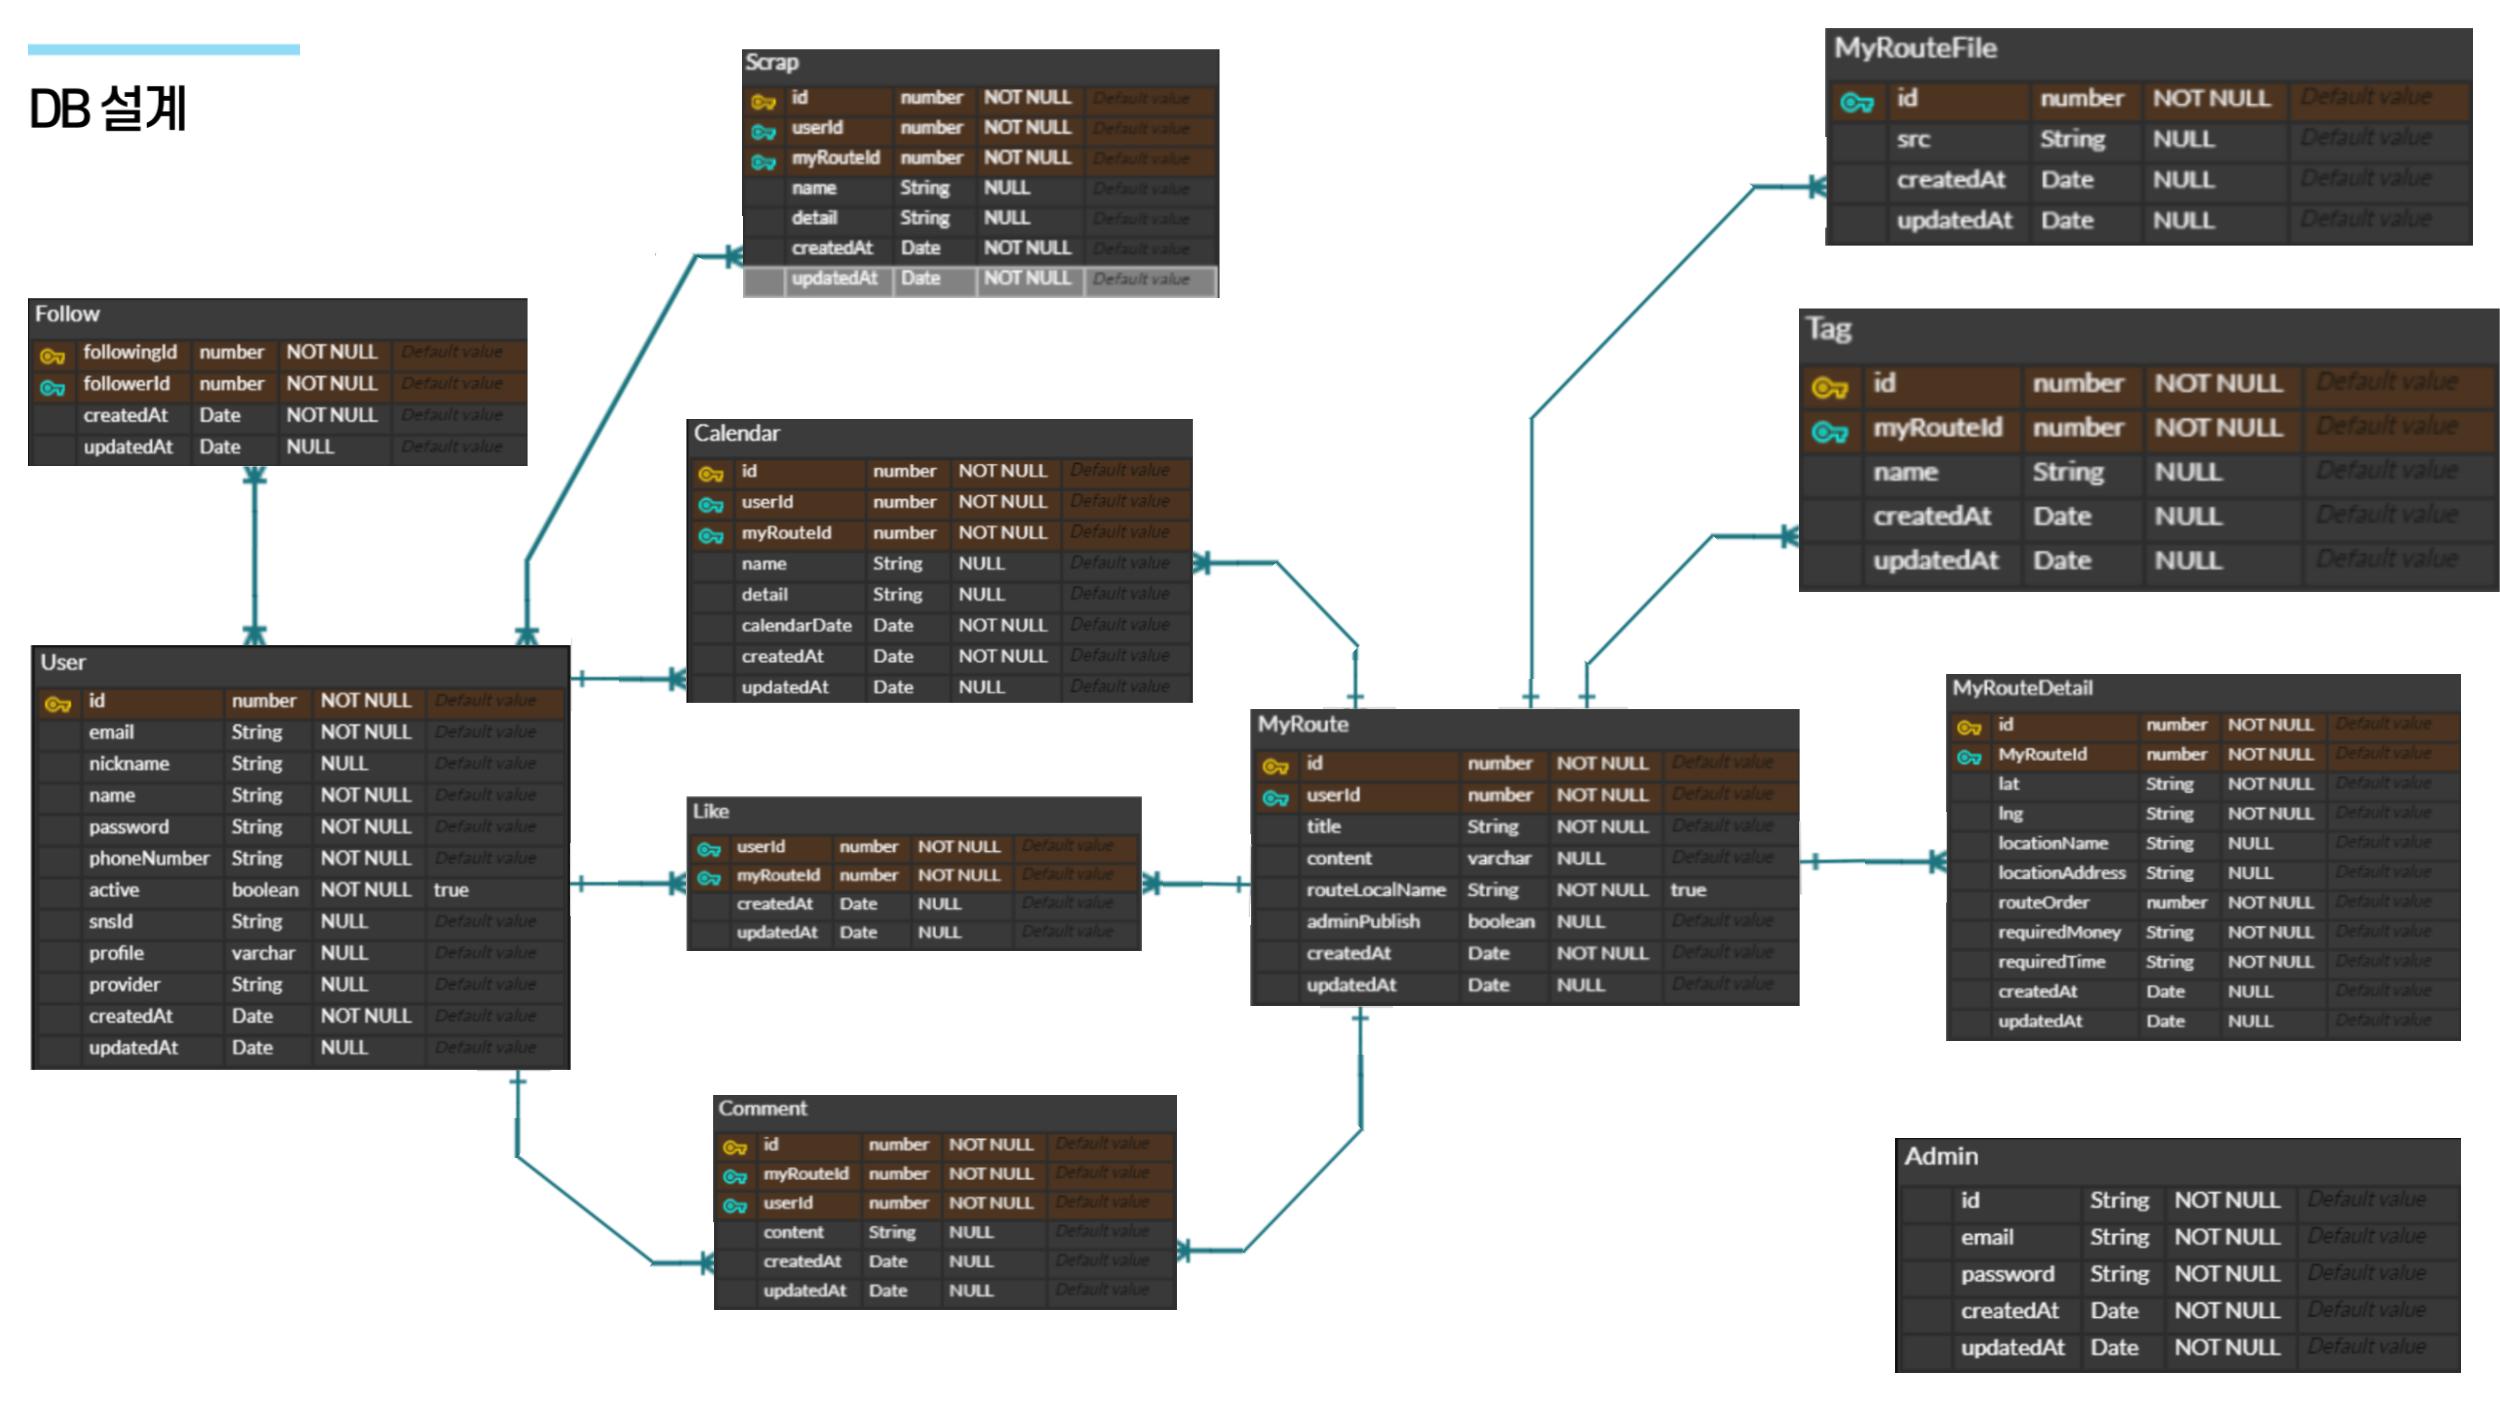 DB 설계
Scrap
id number NOT NULL Default value
userId number NOT NULL Default value
myRouteId number NOT NULL Default value
name String NULL Default value
detail String NULL Default value
createdAt Date NOT NULL Default value
updatedAt Date NOT NULL Default value
MyRouteFile
id number NOT NULL Default value
src String NULL Default value
createdAt Date NULL Default value
updatedAt Date NULL Default value
Follow
followingId number NOT NULL Default value
followerId number NOT NULL Default value
createdAt Date NOT NULL Default value
updatedAt Date NULL Default value
Tag
id number NOT NULL Default value
myRouteId number NOT NULL Default value
name String NULL Default value
createdAt Date NULL Default value
updatedAt Date NULL Default value
Calendar
id number NOT NULL Default value
userId number NOT NULL Default value
myRouteId number NOT NULL Default value
name String NULL Default value
detail String NULL Default value
calendarDate Date NOT NULL Default value
createdAt Date NOT NULL Default value
updatedAt Date NULL Default value
User
id number NOT NULL Default value
email String NOT NULL Default value
nickname String NULL Default value
name String NOT NULL Default value
password String NOT NULL Default value
phoneNumber String NOT NULL Default value
active boolean NOT NULL true
snsId String NULL Default value
profile varchar NULL Default value
provider String NULL Default value
createdAt Date NOT NULL Default value
updatedAt Date NULL Default value
Like
userId number NOT NULL Default value
myRouteId number NOT NULL Default value
createdAt Date NULL Default value
updatedAt Date NULL Default value
MyRoute
id number NOT NULL Default value
userId number NOT NULL Default value
title String NOT NULL Default value
content varchar NULL Default value
routeLocalName String NOT NULL true
adminPublish boolean NULL Default value
createdAt Date NOT NULL Default value
updatedAt Date NULL Default value
MyRouteDetail
id number NOT NULL Default value
MyRouteId number NOT NULL Default value
lat String NOT NULL Default value
lng String NOT NULL Default value
locationName String NULL Default value
locationAddress String NULL Default value
routeOrder number NOT NULL Default value
requiredMoney String NOT NULL Default value
requiredTime String NOT NULL Default value
createdAt Date NULL Default value
updatedAt Date NULL Default value
Comment
id number NOT NULL Default value
myRouteId number NOT NULL Default value
userId number NOT NULL Default value
content String NULL Default value
createdAt Date NULL Default value
updatedAt Date NULL Default value
Admin
id String NOT NULL Default value
email String NOT NULL Default value
password String NOT NULL Default value
createdAt Date NOT NULL Default value
updatedAt Date NOT NULL Default value